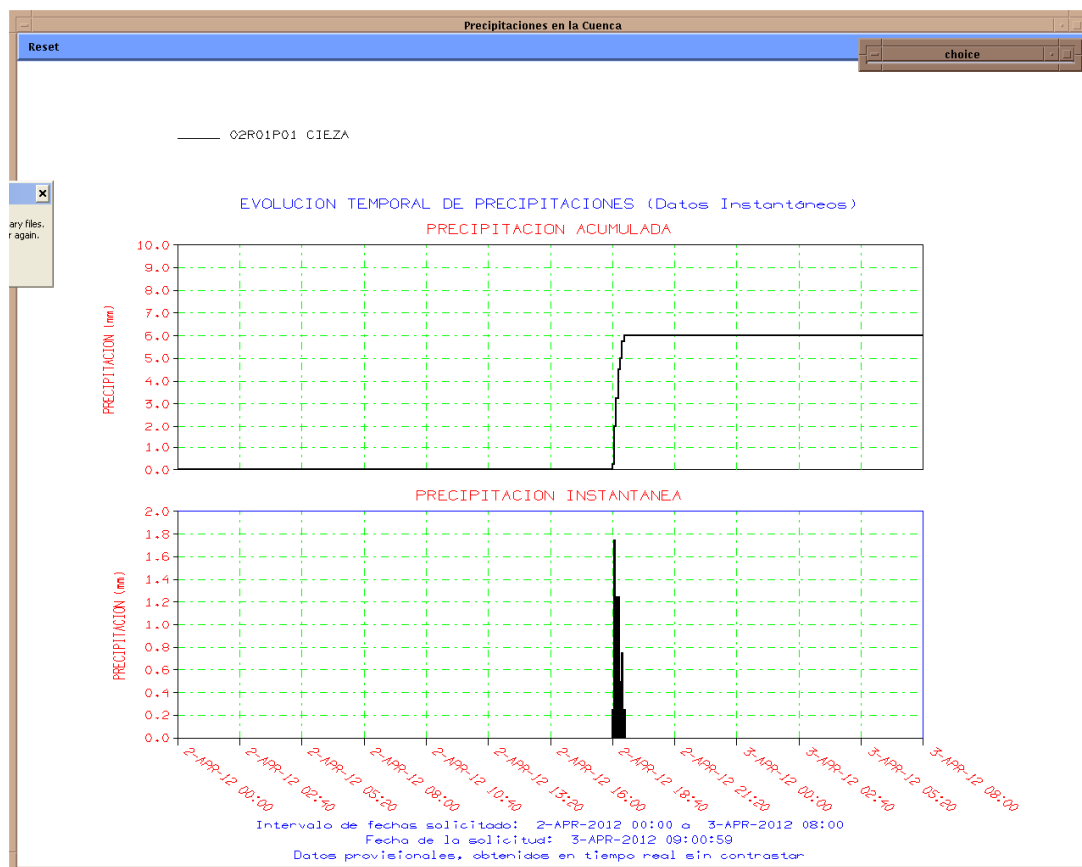 Precipitaciones en la Cuenca
Reset
choice
02R01P01 CIEZA
ary files.
r again.
EVOLUCION TEMPORAL DE PRECIPITACIONES (Datos Instantáneos)
PRECIPITACION ACUMULADA
PRECIPITACION (mm)
10.0
9.0
8.0
7.0
6.0
5.0
4.0
3.0
2.0
1.0
0.0
PRECIPITACION INSTANTANEA
PRECIPITACION (mm)
2.0
1.8
1.6
1.4
1.2
1.0
0.8
0.6
0.4
0.2
0.0
2-APR-12 00:00
2-APR-12 02:40
2-APR-12 05:20
2-APR-12 08:00
2-APR-12 10:40
2-APR-12 13:20
2-APR-12 16:00
2-APR-12 18:40
2-APR-12 21:20
3-APR-12 00:00
3-APR-12 02:40
3-APR-12 05:20
3-APR-12 08:00
Intervalo de fechas solicitado: 2-APR-2012 00:00 a 3-APR-2012 08:00
Fecha de la solicitud: 3-APR-2012 09:00:59
Datos provisionales, obtenidos en tiempo real sin contrastar